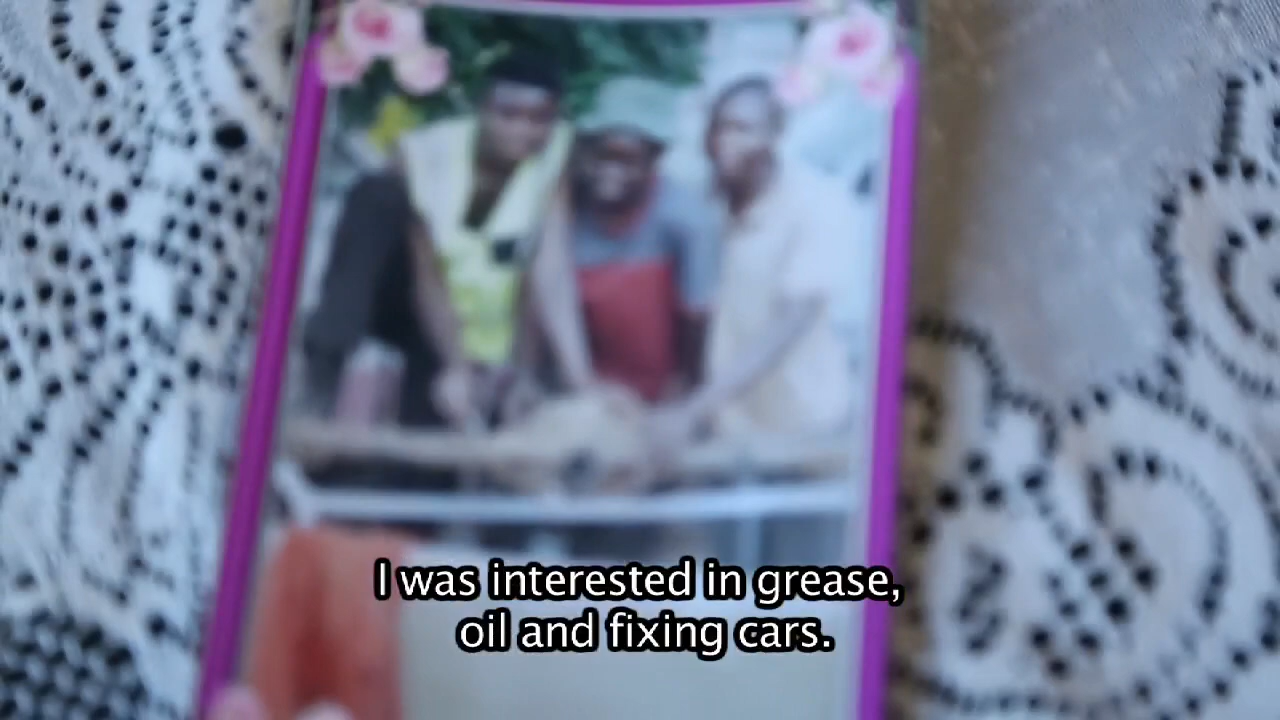 I was interested in grease,
oil and fixing cars.